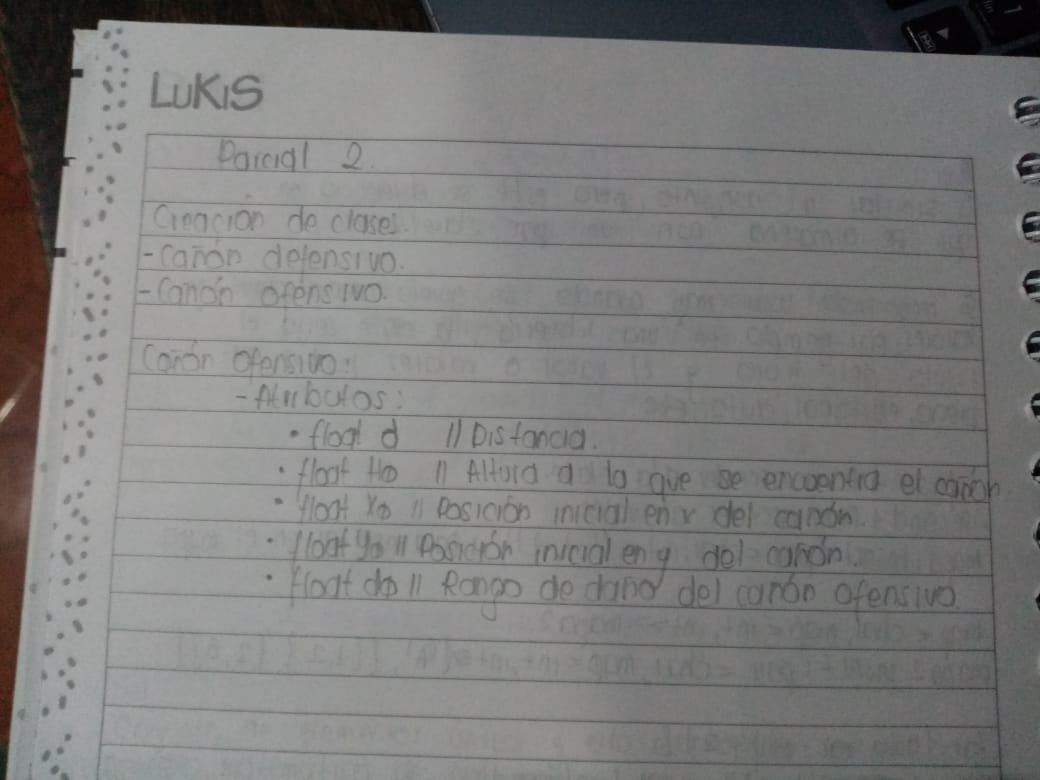 LUKIS
Parcial 2.
Creación de clases.
-Cañón defensivo.
-Cañón ofensivo.
Cañón ofensivo:
-Atributos:
• float d // Distancia.
• float Ho // Altura a la que se encuentra el cañón.
• float Xo // Posición inicial en x del cañón.
• float Yo // Posición inicial en y del cañón.
• float do // Rango de daño del cañón ofensivo.